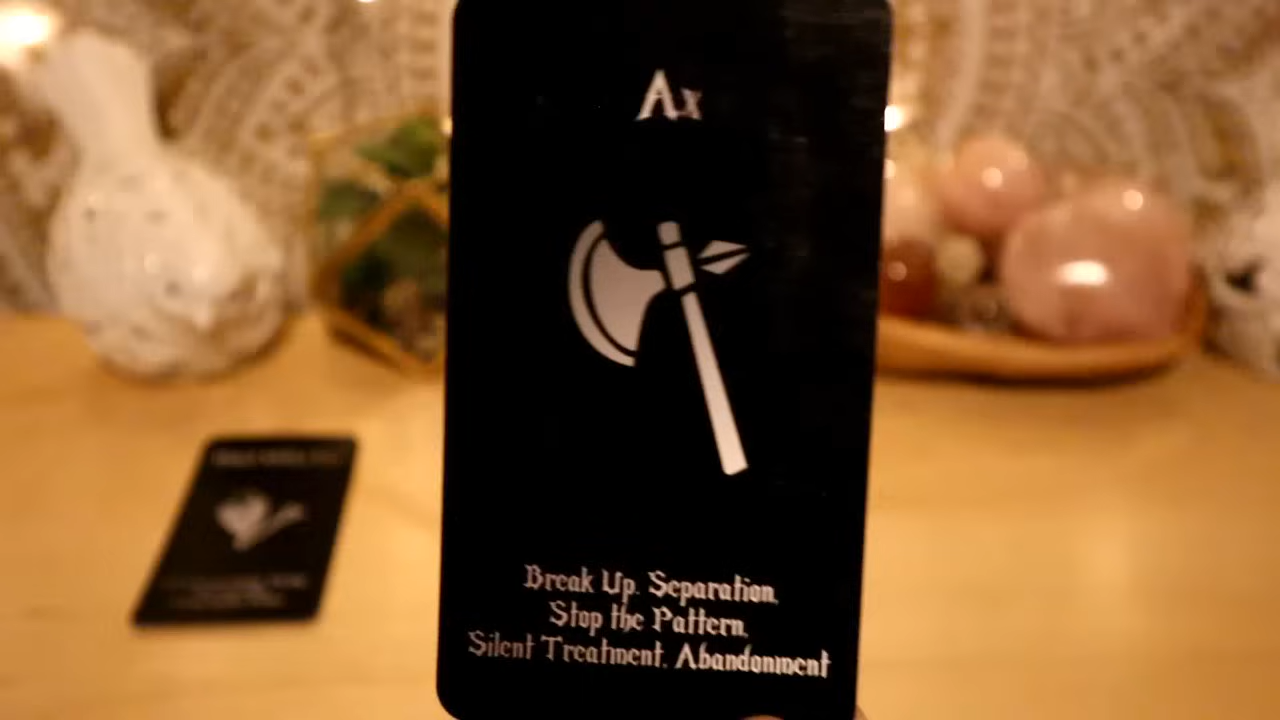 Ax
Break Up, Separation,
Stop the Pattern,
Silent Treatment, Abandonment